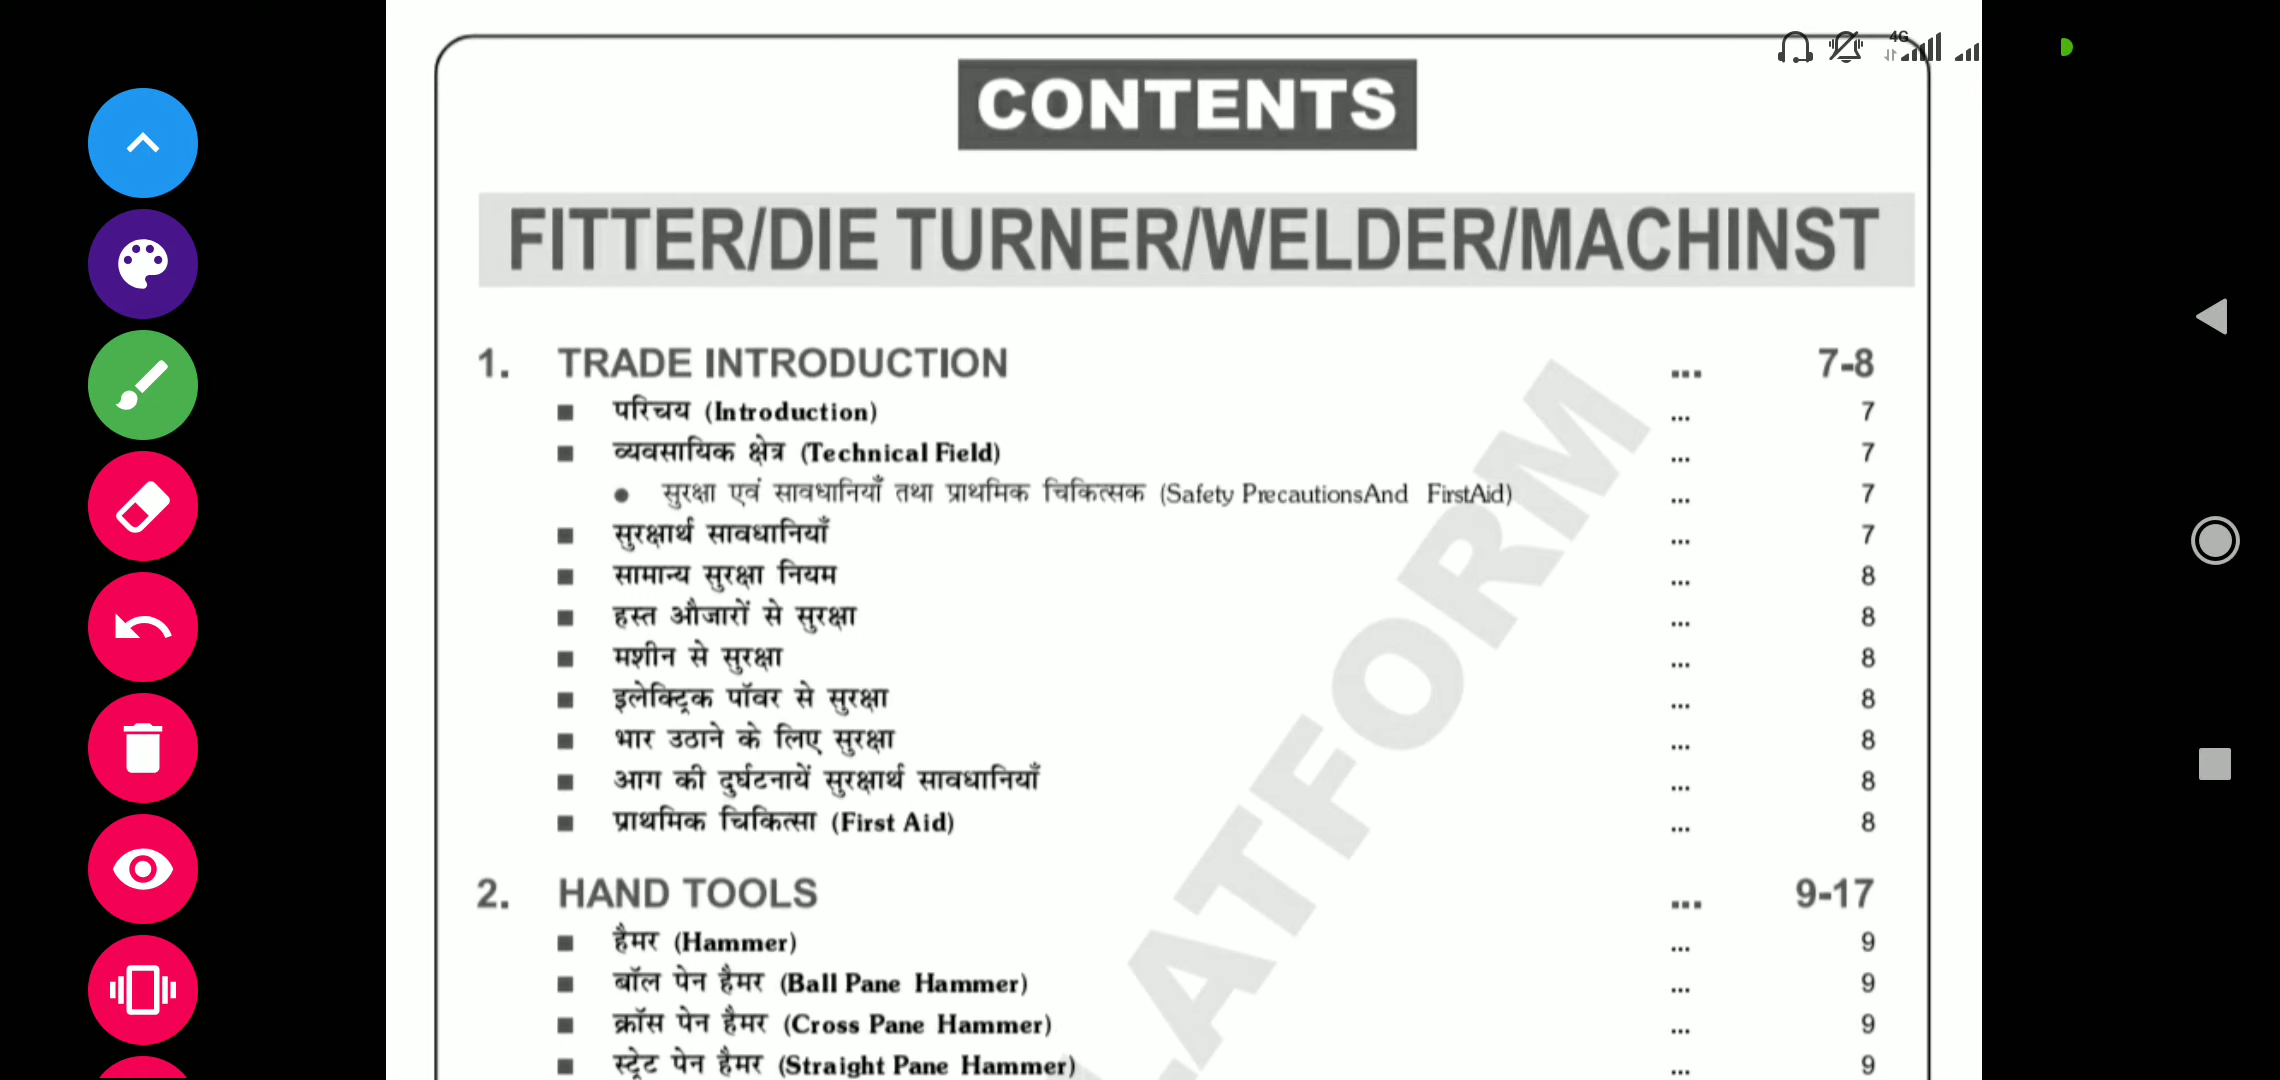 4G
CONTENTS
FITTER/DIE TURNER/WELDER/MACHINST
1. TRADE INTRODUCTION ... 7-8
■ परिचय (Introduction) ... 7
■ व्यवसायिक क्षेत्र (Technical Field) ... 7
● सुरक्षा एवं सावधानियाँ तथा प्राथमिक चिकित्सक (Safety PrecautionsAnd FirstAid) ... 7
■ सुरक्षार्थ सावधानियाँ ... 7
■ सामान्य सुरक्षा नियम ... 8
■ हस्त औजारों से सुरक्षा ... 8
■ मशीन से सुरक्षा ... 8
■ इलेक्ट्रिक पॉवर से सुरक्षा ... 8
■ भार उठाने के लिए सुरक्षा ... 8
■ आग की दुर्घटनायें सुरक्षार्थ सावधानियाँ ... 8
■ प्राथमिक चिकित्सा (First Aid) ... 8
2. HAND TOOLS ... 9-17
■ हैमर (Hammer) ... 9
■ बॉल पेन हैमर (Ball Pane Hammer) ... 9
■ क्रॉस पेन हैमर (Cross Pane Hammer) ... 9
■ स्ट्रेट पेन हैमर (Straight Pane Hammer) ... 9
LATFORM